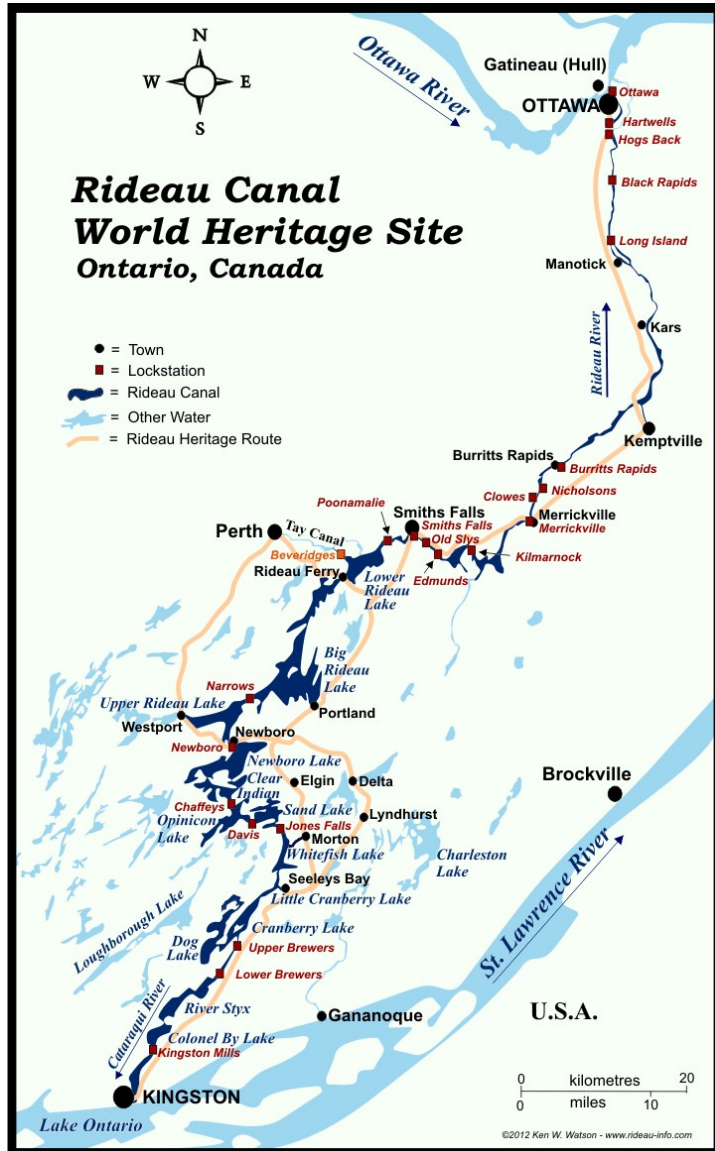 N
W E
S
Ottawa River
Gatineau (Hull)
Ottawa
OTTAWA
Hartwells
Hogs Back
Rideau Canal
World Heritage Site
Ontario, Canada
Black Rapids
Long Island
Manotick
Kars
Rideau River
= Town
= Lockstation
= Rideau Canal
= Other Water
= Rideau Heritage Route
Kemptville
Burritts Rapids
Burritts Rapids
Nicholsons
Clowes
Merrickville
Merrickville
Poonamalie
Smiths Falls
Smiths Falls
Old Slys
Kilmarnock
Edmunds
Perth
Tay Canal
Beveridges
Rideau Ferry
Lower
Rideau
Lake
Big
Rideau
Lake
Narrows
Upper Rideau Lake
Westport
Portland
Newboro
Newboro
Newboro Lake
Clear
Indian
Elgin
Delta
Brockville
Chaffeys
Opinicon
Lake
Sand Lake
Davis
Jones Falls
Lyndhurst
Morton
Whitefish Lake
Charleston
Lake
Seeleys Bay
Little Cranberry Lake
Loughborough Lake
Cranberry Lake
Dog
Lake
Upper Brewers
Lower Brewers
St. Lawrence River
River Styx
Gananoque
U.S.A.
Cataraqui River
Colonel By Lake
Kingston Mills
KINGSTON
Lake Ontario
0 kilometres 20
0 miles 10
©2012 Ken W. Watson - www.rideau-info.com